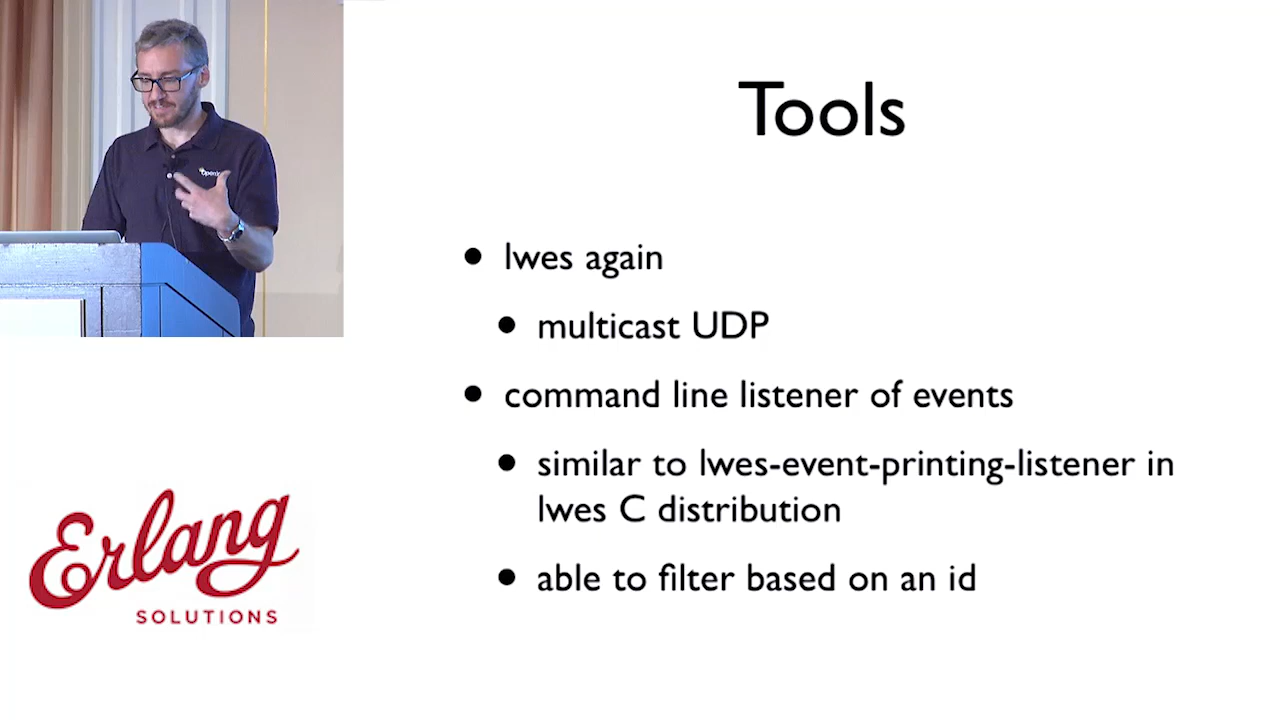 Tools
• lwes again
• multicast UDP
• command line listener of events
• similar to lwes-event-printing-listener in
lwes C distribution
• able to filter based on an id
Erlang
SOLUTIONS